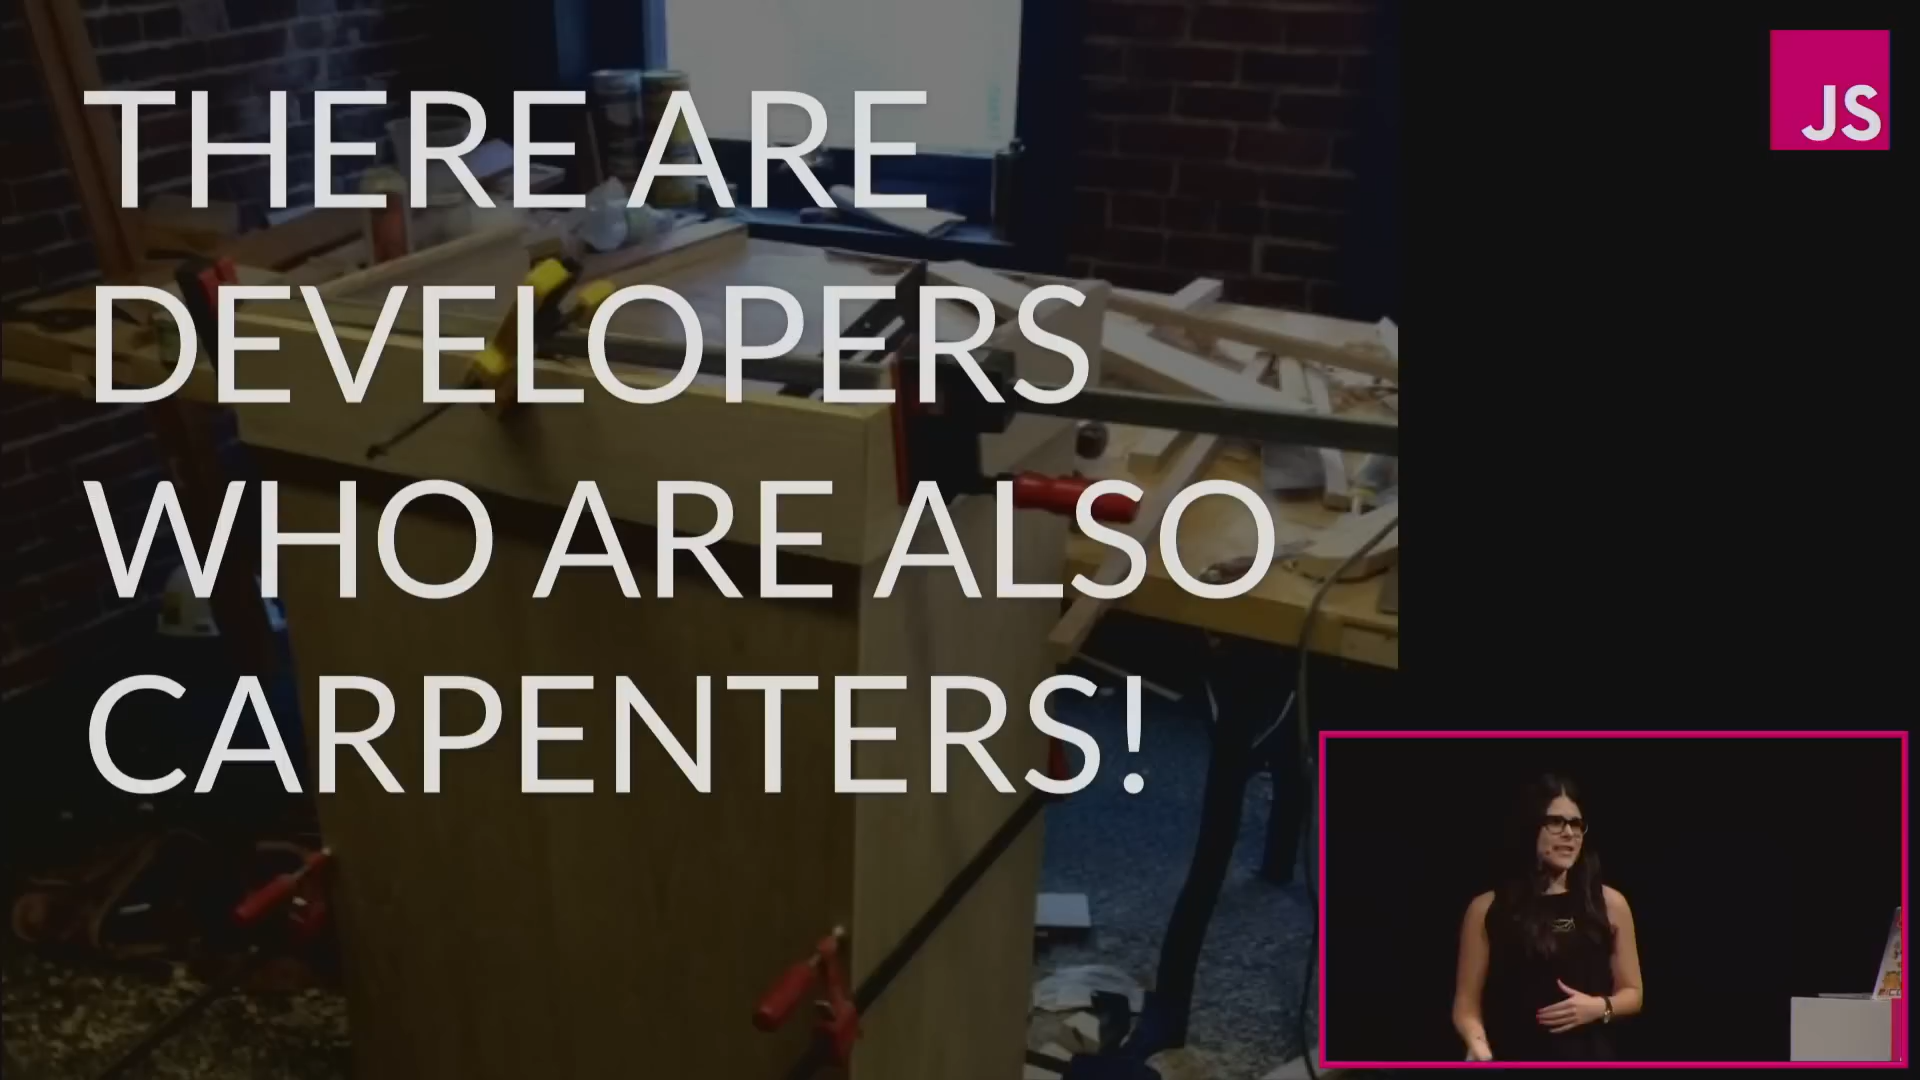 THERE ARE
DEVELOPERS
WHO ARE ALSO
CARPENTERS!
JS